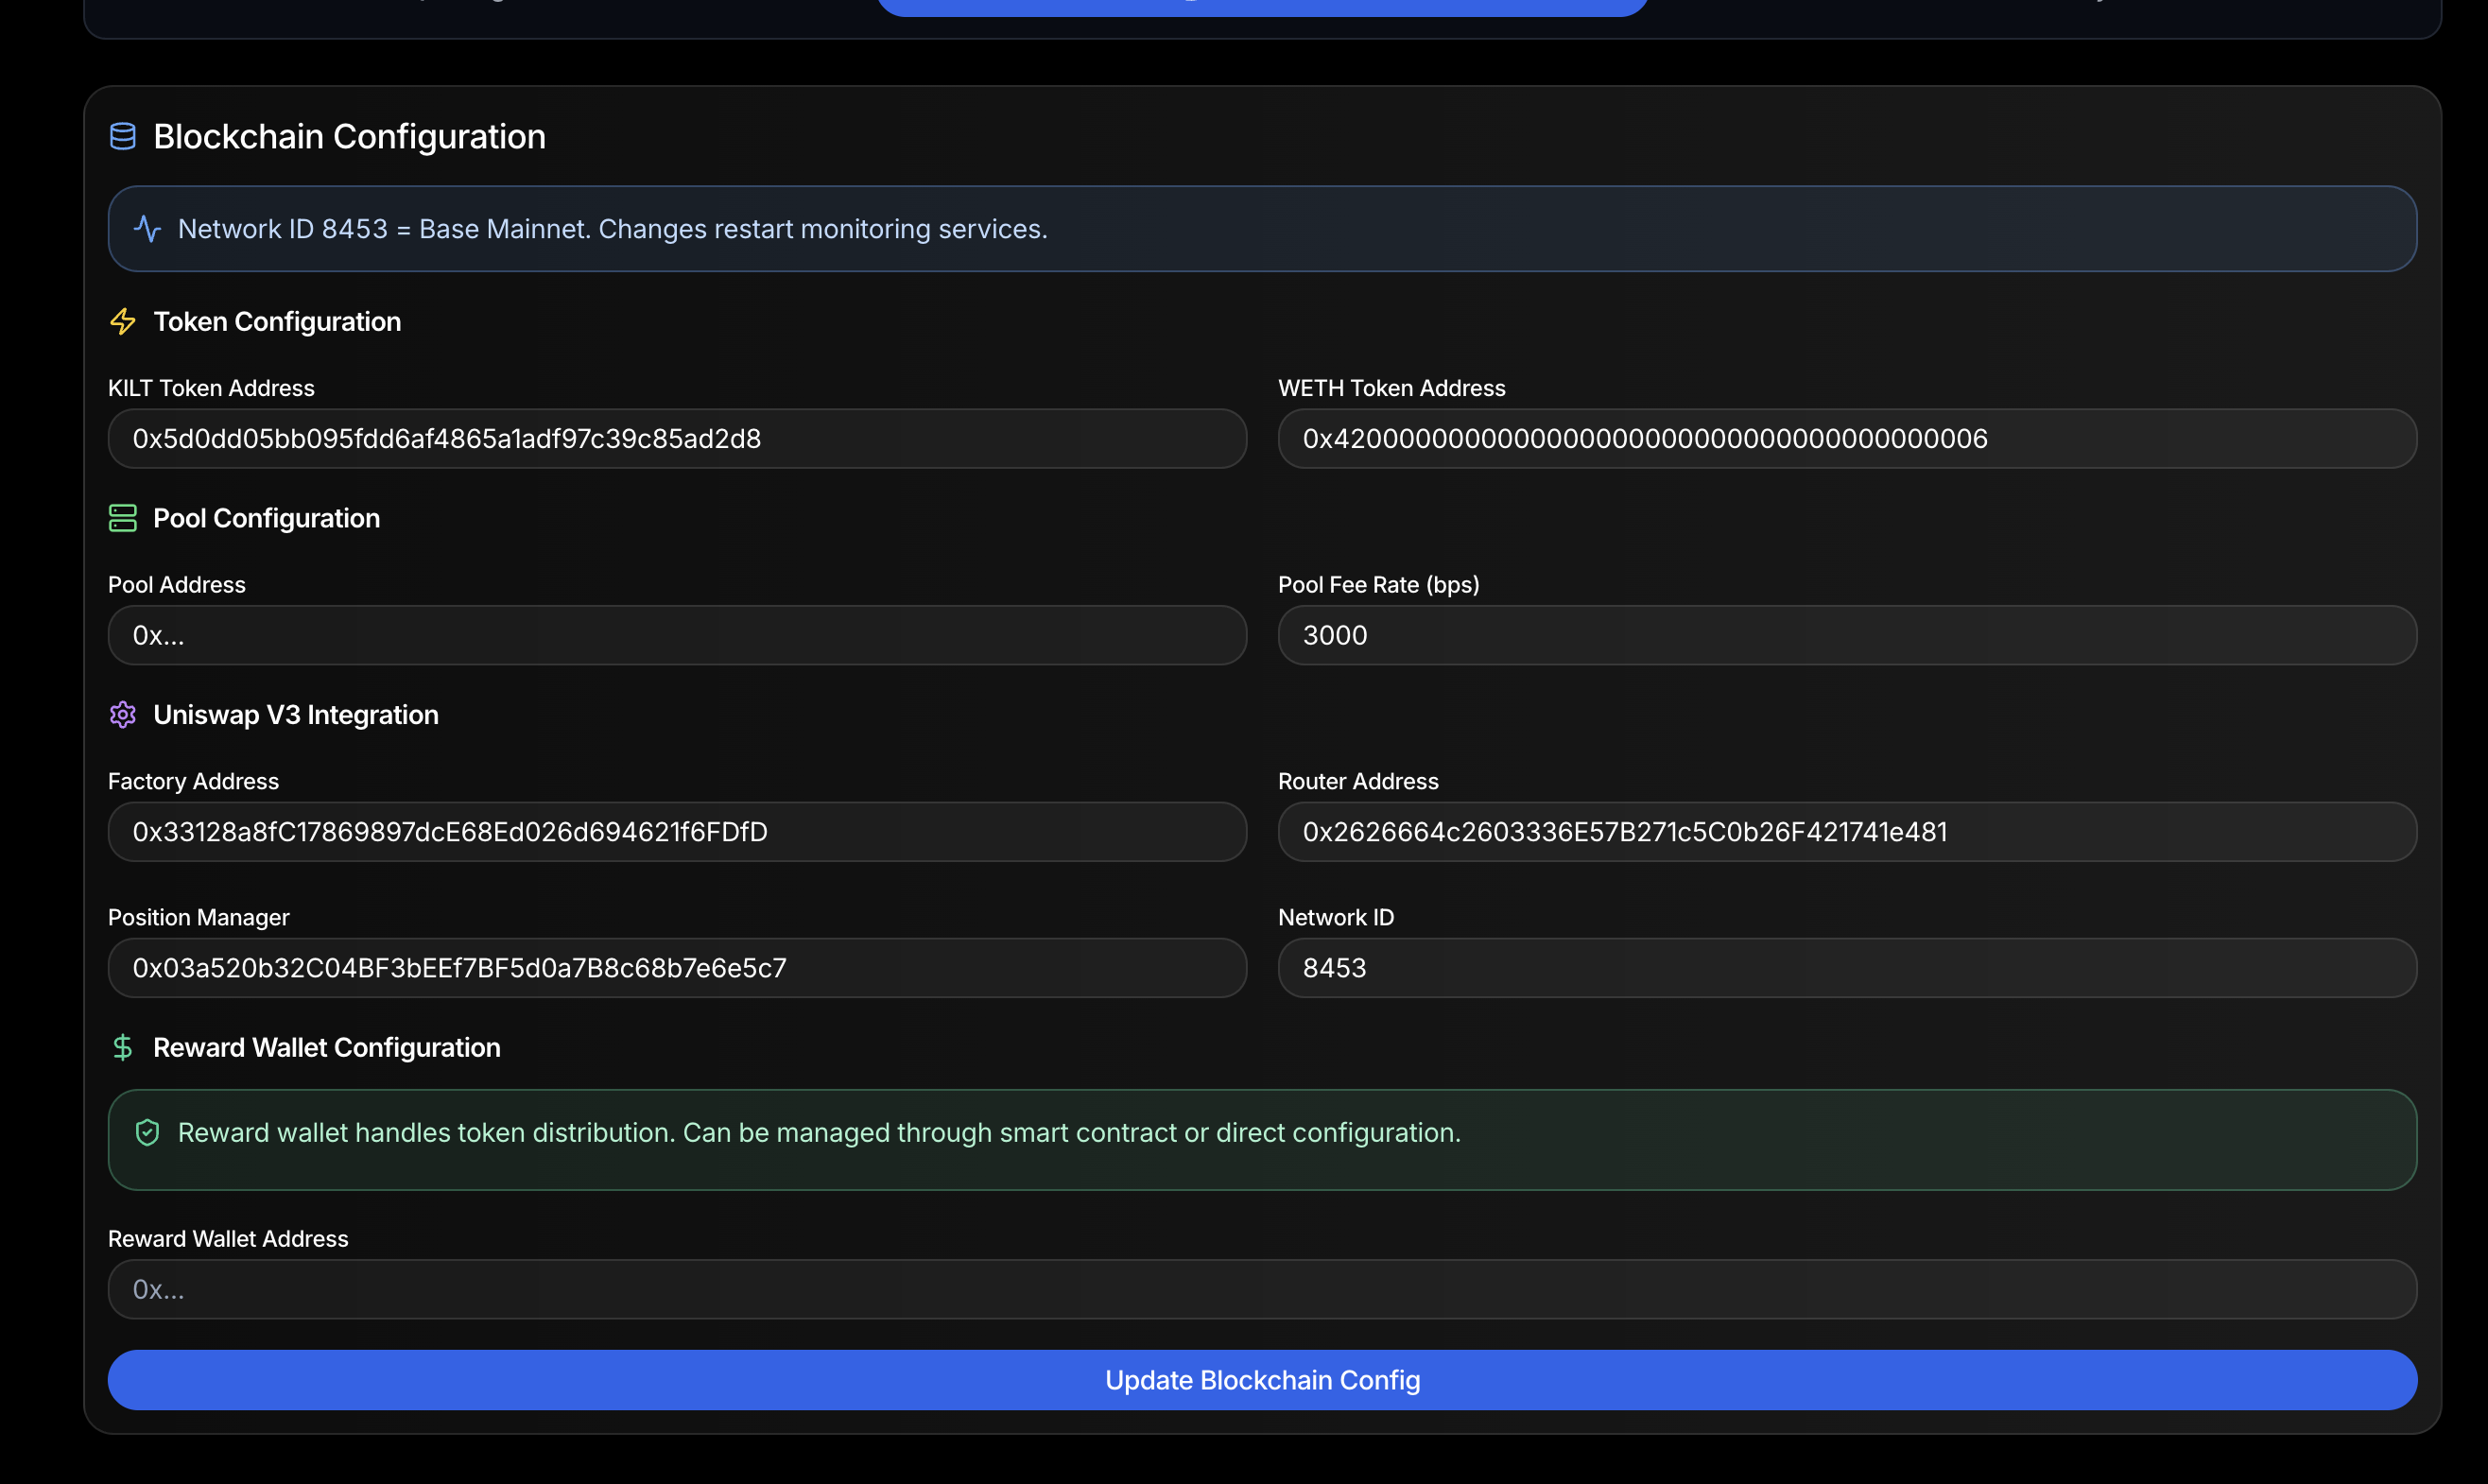 Blockchain Configuration
Network ID 8453 = Base Mainnet. Changes restart monitoring services.
Token Configuration
KILT Token Address
WETH Token Address
0x5d0dd05bb095fdd6af4865a1adf97c39c85ad2d8
0x4200000000000000000000000000000000000006
Pool Configuration
Pool Address
Pool Fee Rate (bps)
0x...
3000
Uniswap V3 Integration
Factory Address
Router Address
0x33128a8fC17869897dcE68Ed026d694621f6FDfD
0x2626664c2603336E57B271c5C0b26F421741e481
Position Manager
Network ID
0x03a520b32C04BF3bEEf7BF5d0a7B8c68b7e6e5c7
8453
Reward Wallet Configuration
Reward wallet handles token distribution. Can be managed through smart contract or direct configuration.
Reward Wallet Address
0x...
Update Blockchain Config